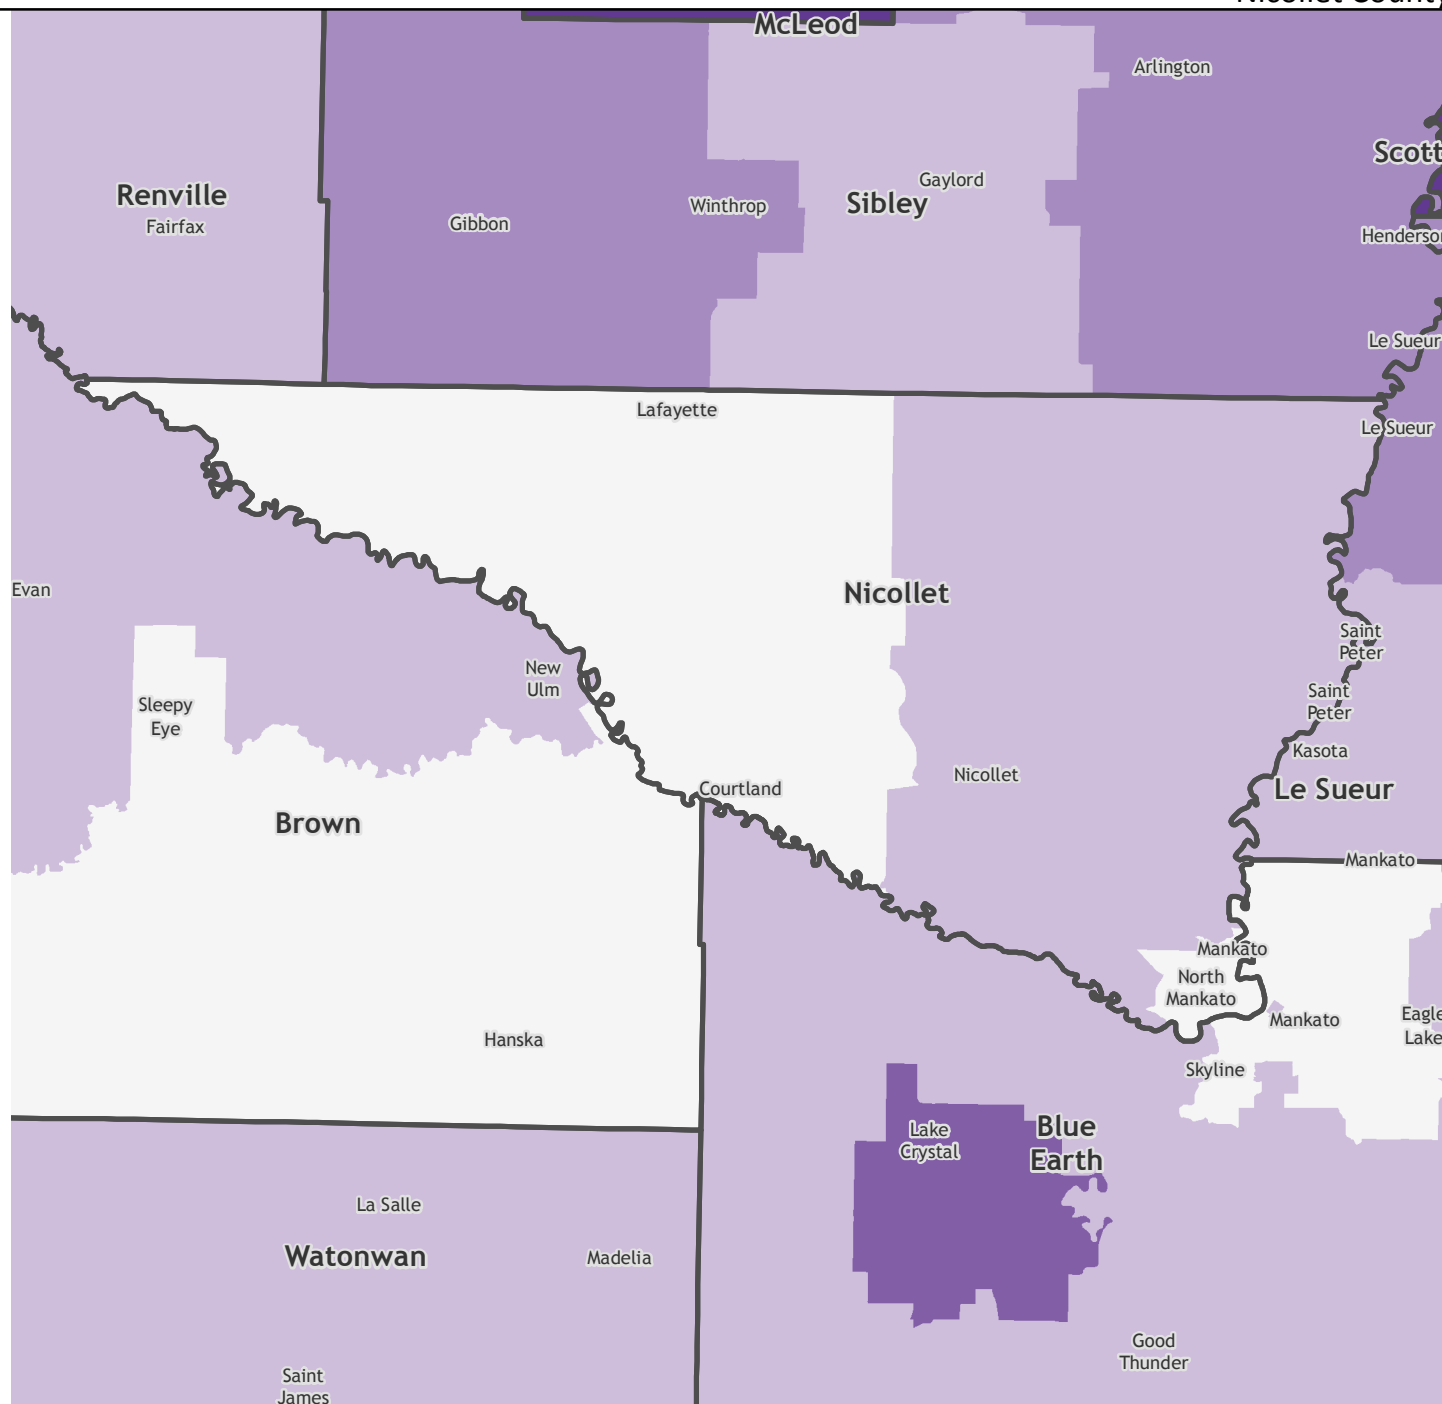 Nicollet County
McLeod
Arlington
Scott
Renville
Fairfax
Gibbon
Winthrop
Gaylord
Sibley
Henderson
Le Sueur
Lafayette
Le Sueur
Evan
Nicollet
Saint
Peter
New
Ulm
Sleepy
Eye
Saint
Peter
Kasota
Nicollet
Courtland
Le Sueur
Brown
Mankato
Mankato
North
Mankato
Mankato
Eagle
Lake
Hanska
Skyline
Lake
Crystal
Blue
Earth
La Salle
Watonwan
Madelia
Good
Thunder
Saint
James